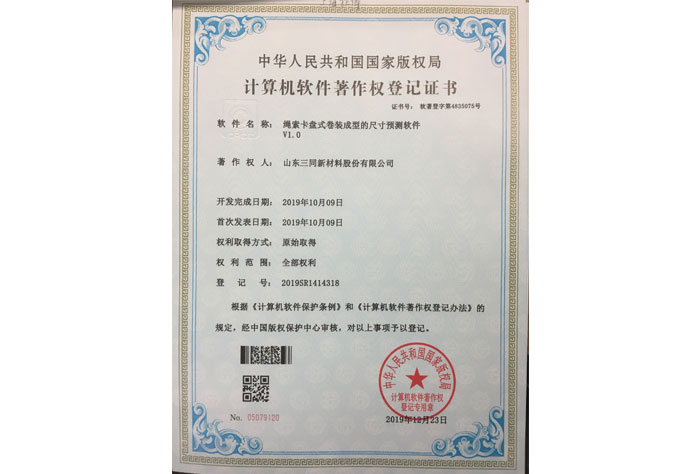 中华人民共和国国家版权局
计算机软件著作权登记证书
证书号： 软著登字第4835075号
软件名称： 绳索卡盘式卷装成型的尺寸预测软件
V1.0
著作权人： 山东三同新材料股份有限公司
开发完成日期： 2019年10月09日
首次发表日期： 2019年10月09日
权利取得方式： 原始取得
权利范围： 全部权利
登记号： 2019SR1414318
根据《计算机软件保护条例》和《计算机软件著作权登记办法》的
规定，经中国版权保护中心审核，对以上事项予以登记。
中华人民共和国国家版权局
计算机软件著作权
登记专用章
No. 05079120
2019年12月23日